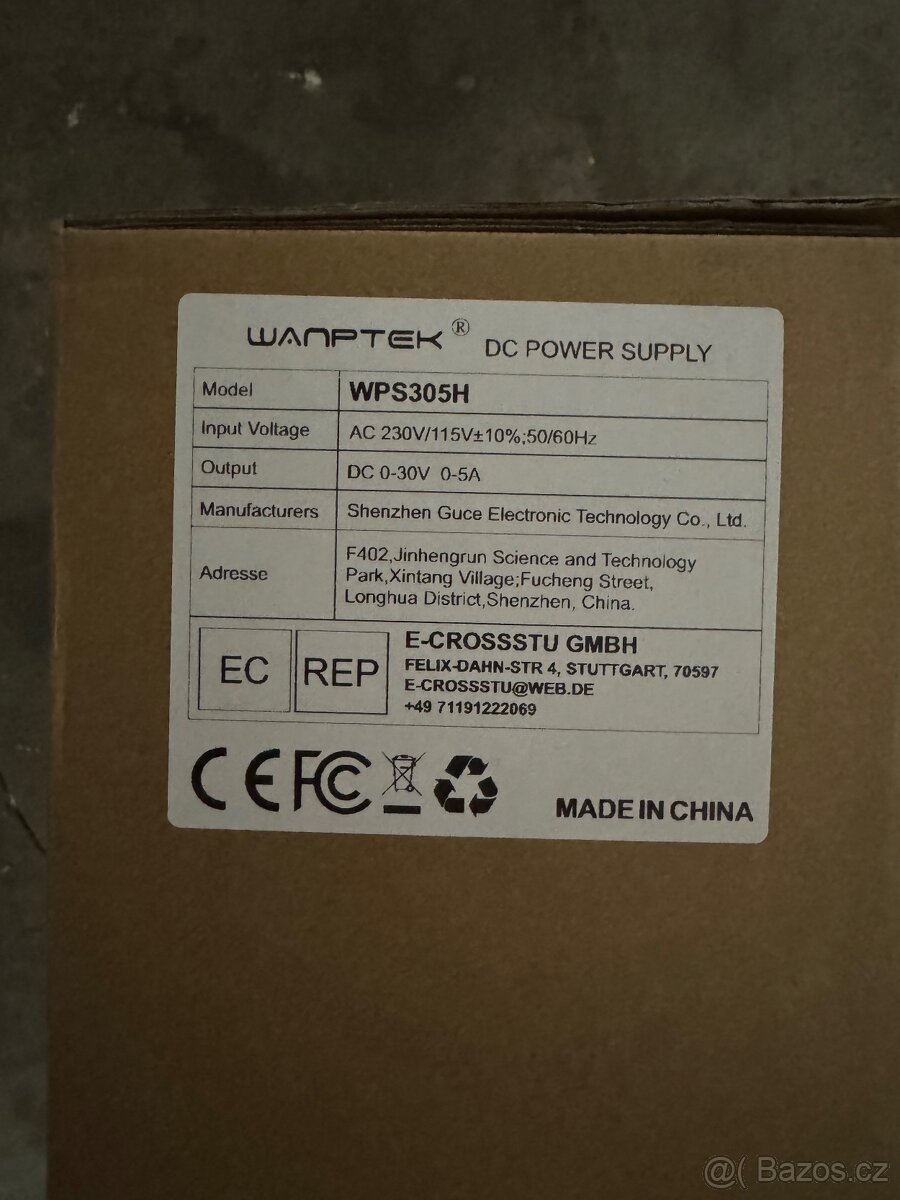 WANPTEK® DC POWER SUPPLY
Model WPS305H
Input Voltage AC 230V/115V±10%;50/60Hz
Output DC 0-30V 0-5A
Manufacturers Shenzhen Guce Electronic Technology Co., Ltd.
Adresse
F402,Jinhengrun Science and Technology
Park,Xintang Village;Fucheng Street,
Longhua District,Shenzhen, China.
EC REP
E-CROSSSTU GMBH
FELIX-DAHN-STR 4, STUTTGART, 70597
E-CROSSSTU@WEB.DE
+49 71191222069
CE FC MADE IN CHINA
@( Bazos.cz